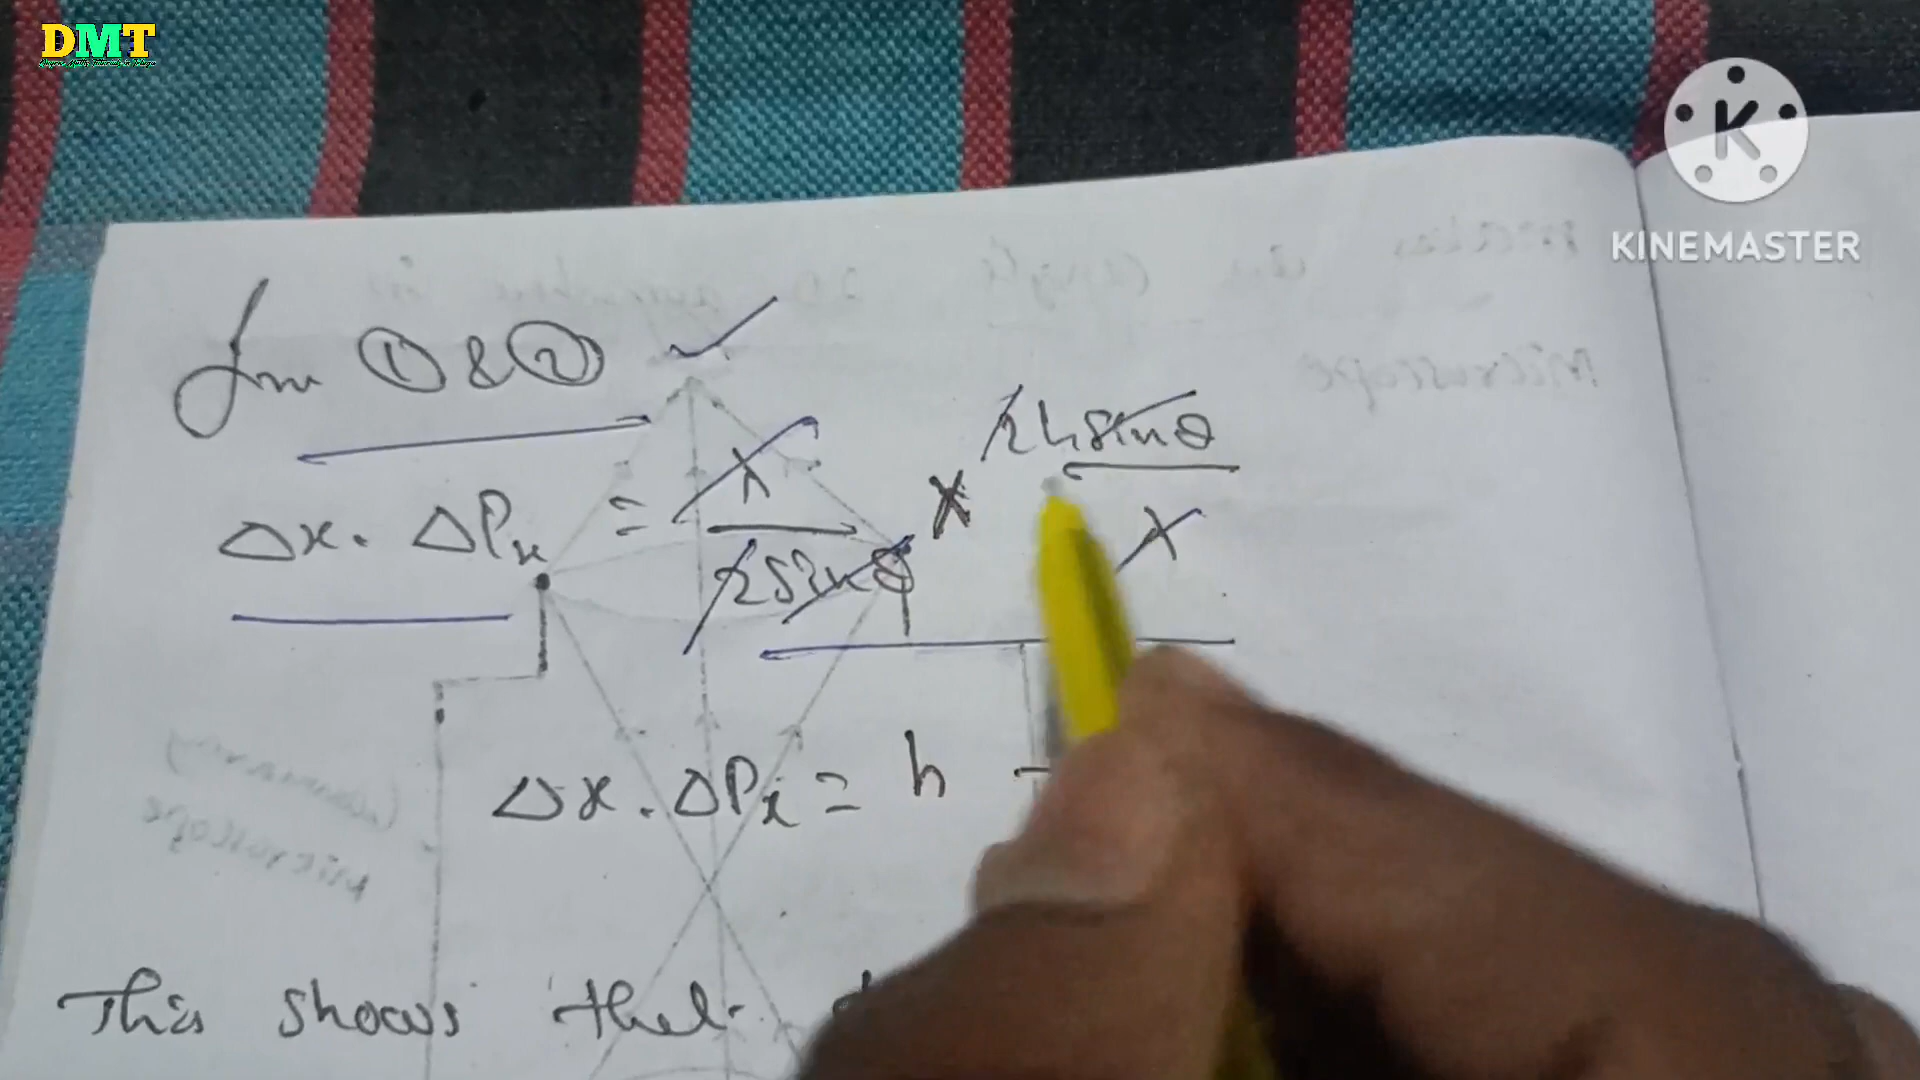 DMT
KINEMASTER
from ① & ②
Δx. ΔPx = λ / 2sinθ × 2hsinθ / λ
Δx. ΔPx = h
This shows that